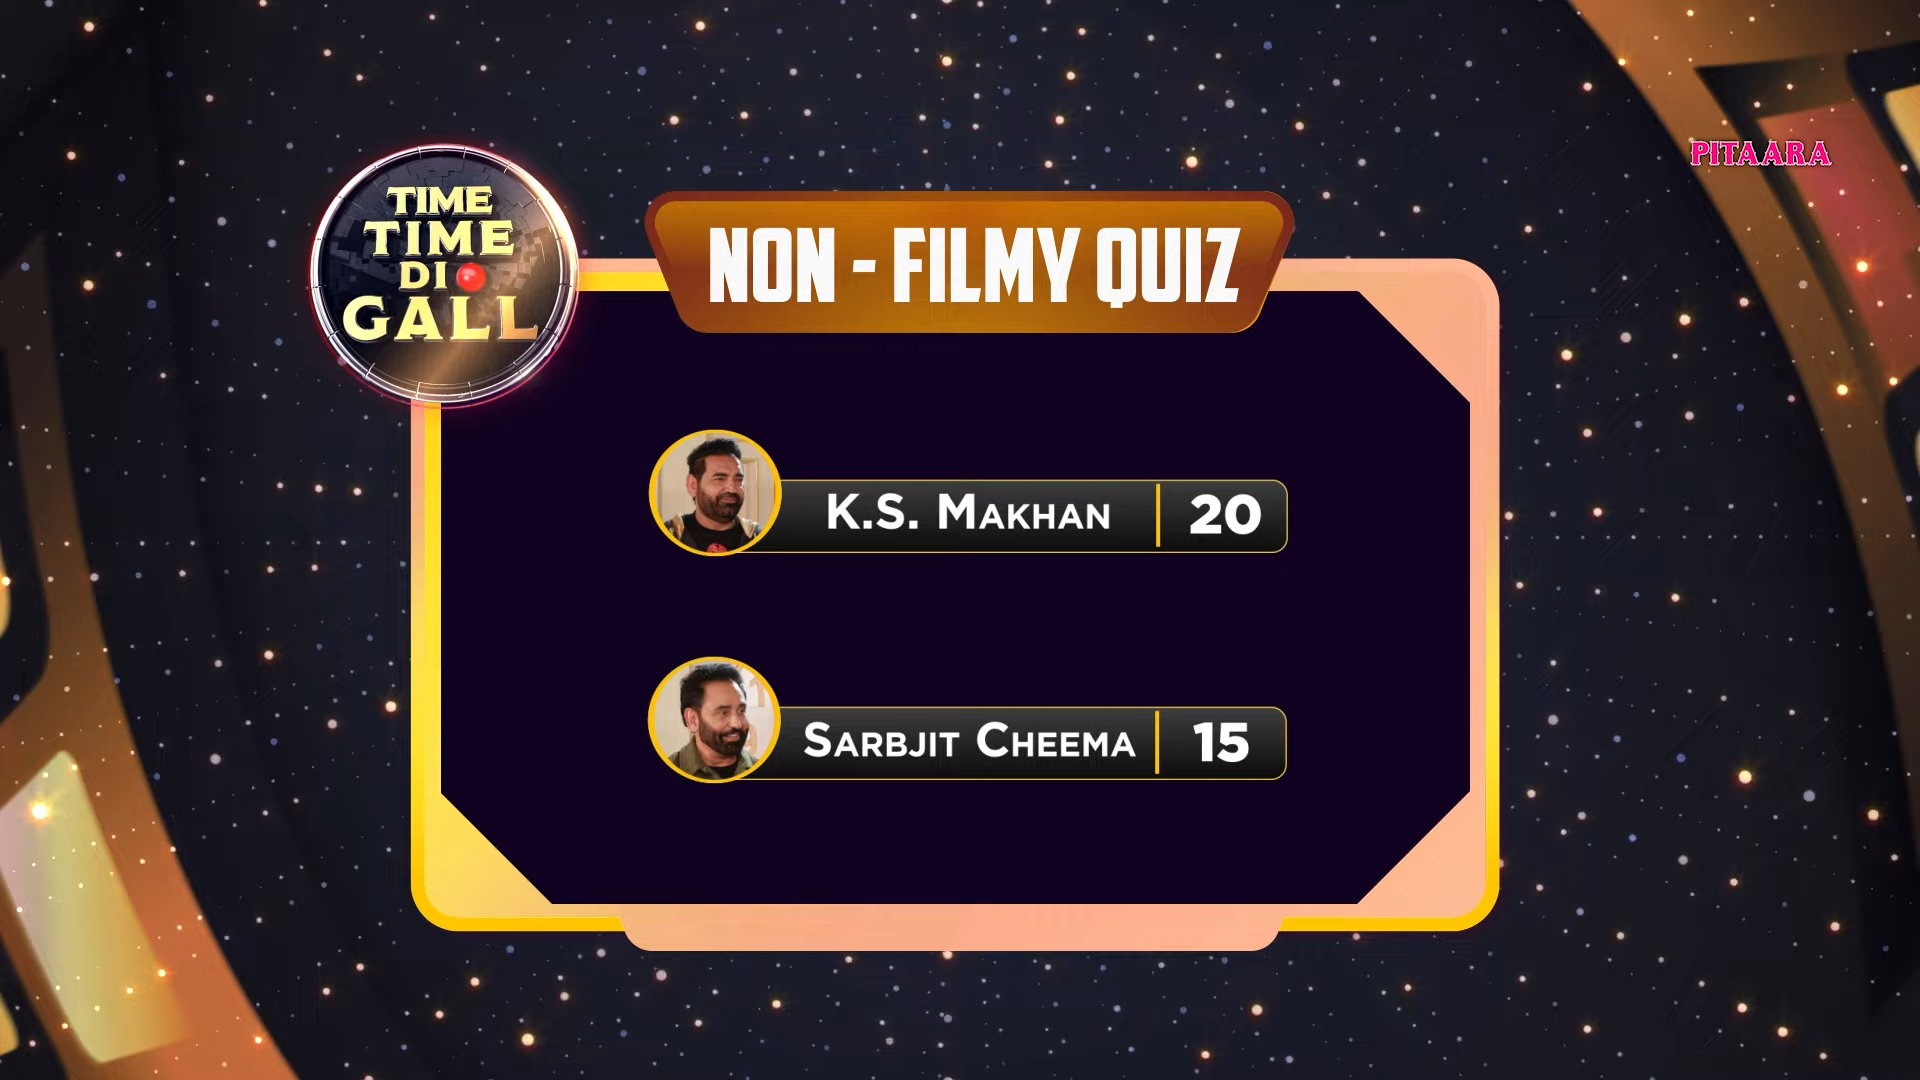 TIME
TIME
DI
GALL
PITAARA
NON - FILMY QUIZ
K.S. MAKHAN 20
SARBJIT CHEEMA 15